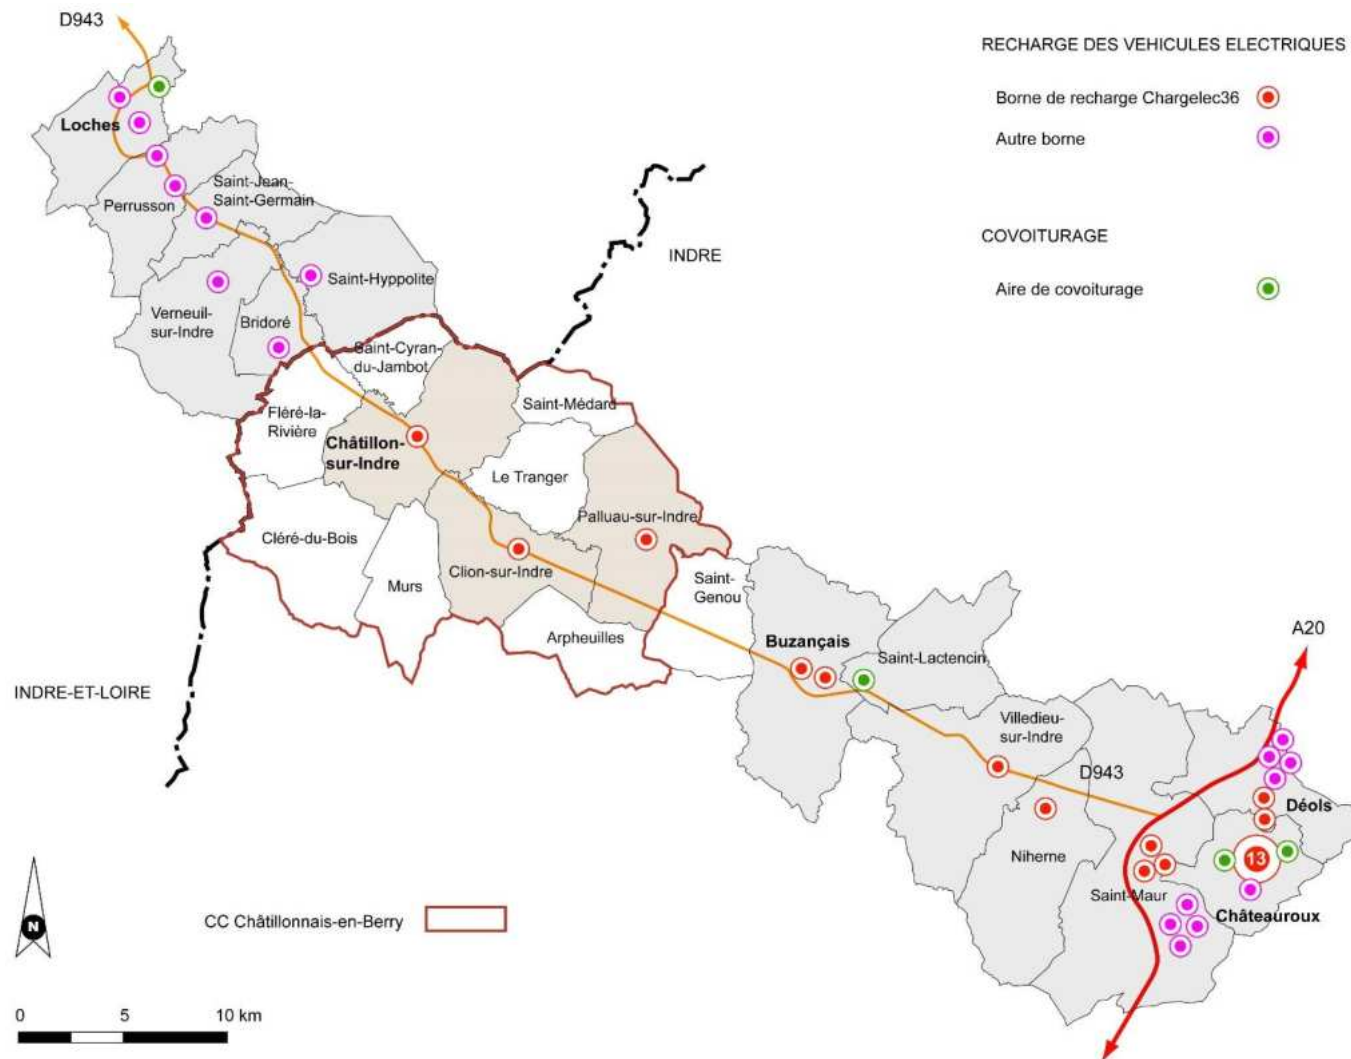 D943
RECHARGE DES VEHICULES ELECTRIQUES
Borne de recharge Chargelec36
Autre borne
COVOITURAGE
Aire de covoiturage
Loches
Perrusson
Saint-Jean-
Saint-Germain
INDRE
Saint-Hyppolite
Verneuil-
sur-Indre
Bridoré
Saint-Cyran-
du-Jambot
Fléré-la-
Rivière
Saint-Médard
Châtillon-
sur-Indre
Le Tranger
Palluau-sur-Indre
Cléré-du-Bois
Clion-sur-Indre
Murs
Saint-
Genou
Arpheuilles
Buzançais
Saint-Lactencin
A20
INDRE-ET-LOIRE
Villedieu-
sur-Indre
D943
Déols
Niherne
13
Saint-Maur
Châteauroux
N
CC Châtillonnais-en-Berry
0 5 10 km